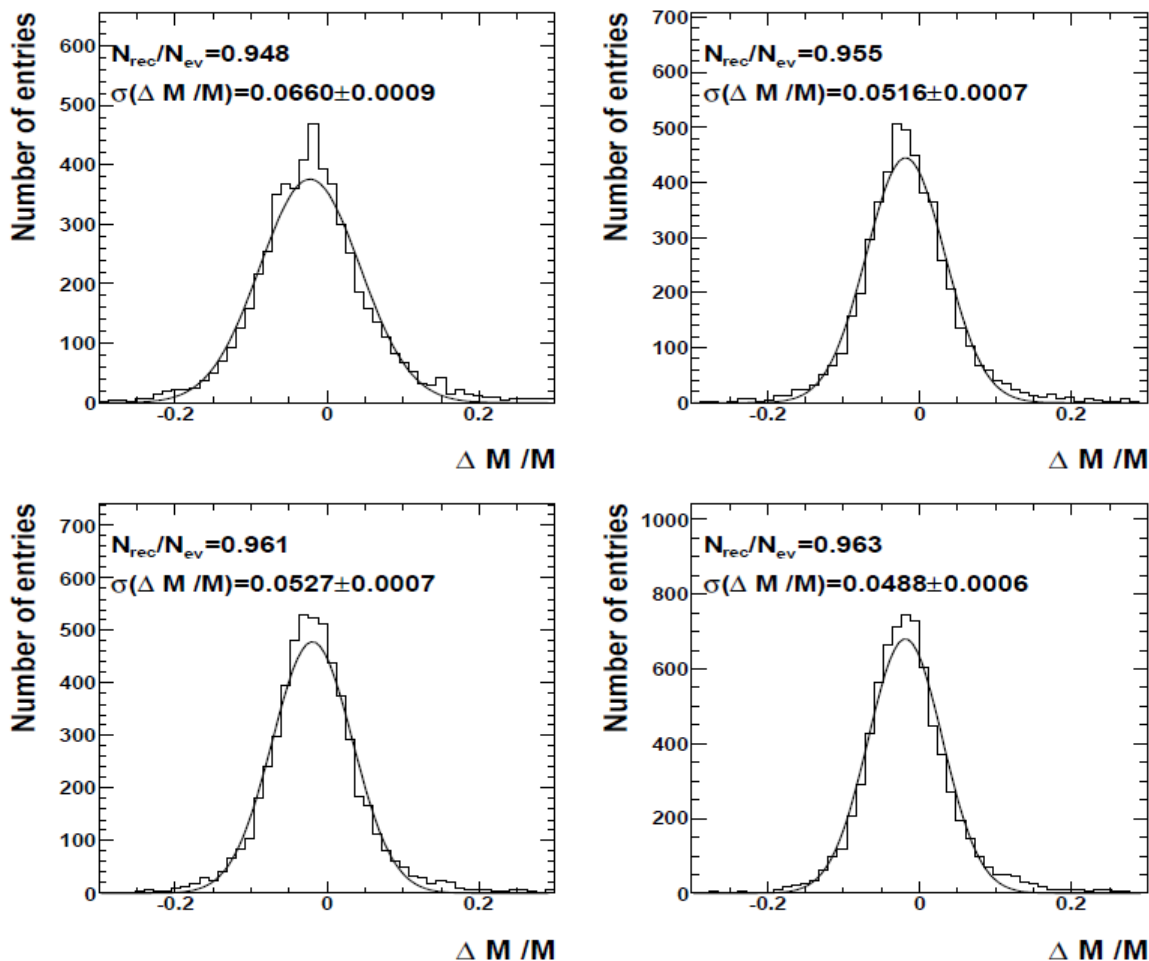 Number of entries
600
500
400
300
200
100
0
N_rec/N_ev=0.948
σ(Δ M /M)=0.0660±0.0009
-0.2 0 0.2
Δ M /M
Number of entries
700
600
500
400
300
200
100
0
N_rec/N_ev=0.955
σ(Δ M /M)=0.0516±0.0007
-0.2 0 0.2
Δ M /M
Number of entries
700
600
500
400
300
200
100
0
N_rec/N_ev=0.961
σ(Δ M /M)=0.0527±0.0007
-0.2 0 0.2
Δ M /M
Number of entries
1000
800
600
400
200
0
N_rec/N_ev=0.963
σ(Δ M /M)=0.0488±0.0006
-0.2 0 0.2
Δ M /M